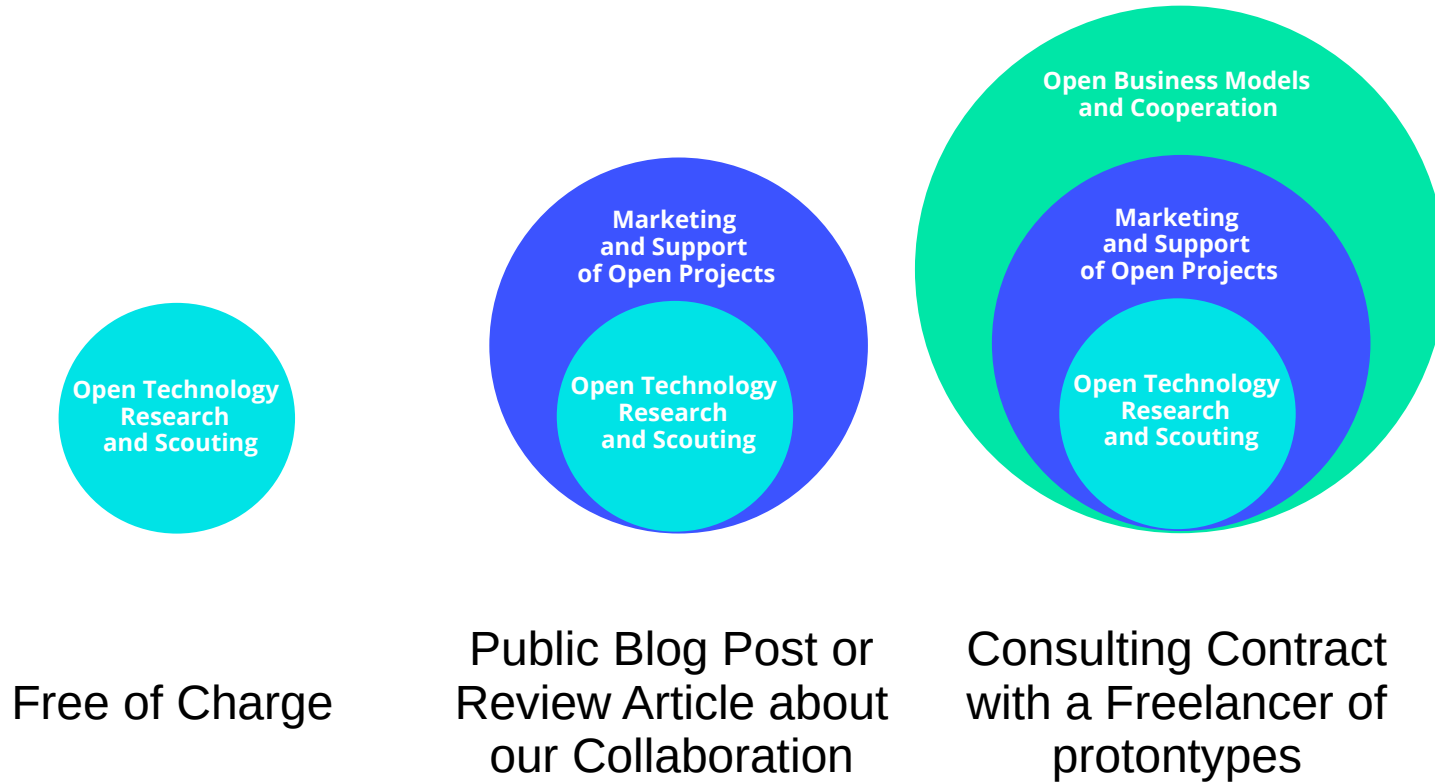 Open Technology
Research
and Scouting
Free of Charge
Marketing
and Support
of Open Projects
Open Technology
Research
and Scouting
Public Blog Post or
Review Article about
our Collaboration
Open Business Models
and Cooperation
Marketing
and Support
of Open Projects
Open Technology
Research
and Scouting
Consulting Contract
with a Freelancer of
protontypes